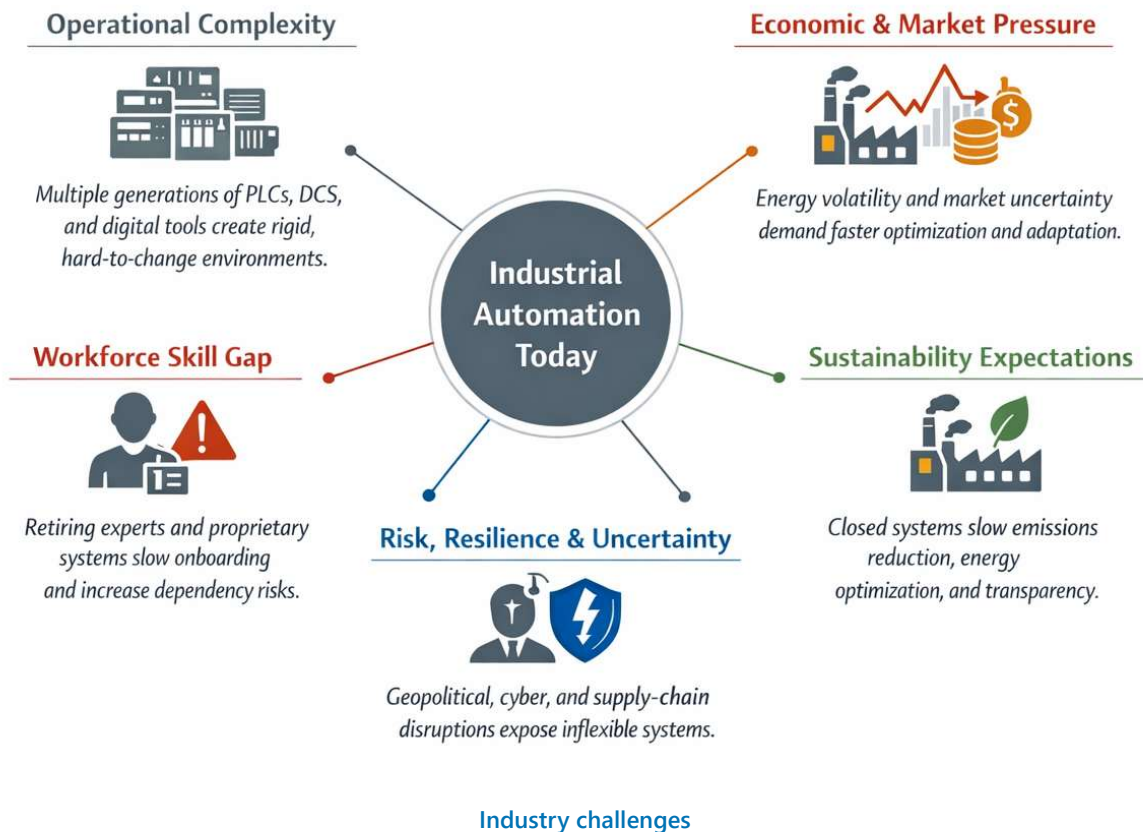 Operational Complexity
Multiple generations of PLCs, DCS,
and digital tools create rigid,
hard-to-change environments.
Economic & Market Pressure
$
Energy volatility and market uncertainty
demand faster optimization and adaptation.
Industrial
Automation
Today
Workforce Skill Gap
!
Retiring experts and proprietary
systems slow onboarding
and increase dependency risks.
Sustainability Expectations
Closed systems slow emissions
reduction, energy
optimization, and transparency.
Risk, Resilience & Uncertainty
Geopolitical, cyber, and supply-chain
disruptions expose inflexible systems.
Industry challenges